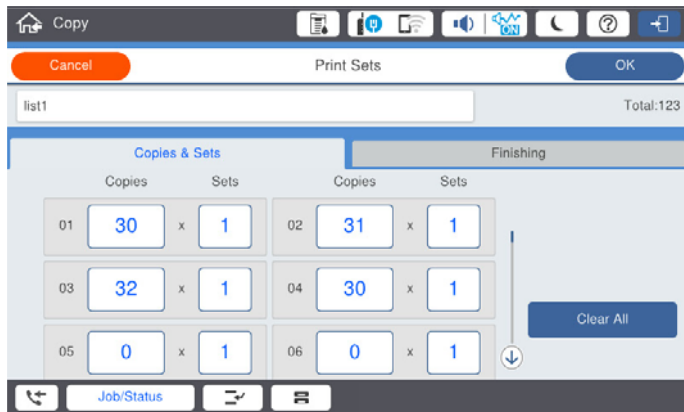 Copy
ON
Cancel Print Sets OK
list1 Total:123
Copies & Sets Finishing
Copies Sets Copies Sets
01 30 x 1 02 31 x 1
03 32 x 1 04 30 x 1
Clear All
05 0 x 1 06 0 x 1
Job/Status